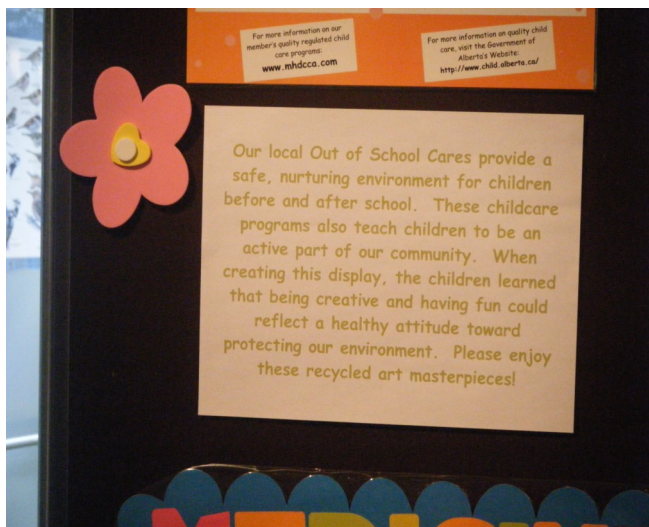 For more information on our
member's quality regulated child
care programs:
www.mhdcca.com
For more information on quality child
care, visit the Government of
Alberta's Website:
http://www.child.alberta.ca/
Our local Out of School Cares provide a
safe, nurturing environment for children
before and after school. These childcare
programs also teach children to be an
active part of our community. When
creating this display, the children learned
that being creative and having fun could
reflect a healthy attitude toward
protecting our environment. Please enjoy
these recycled art masterpieces!